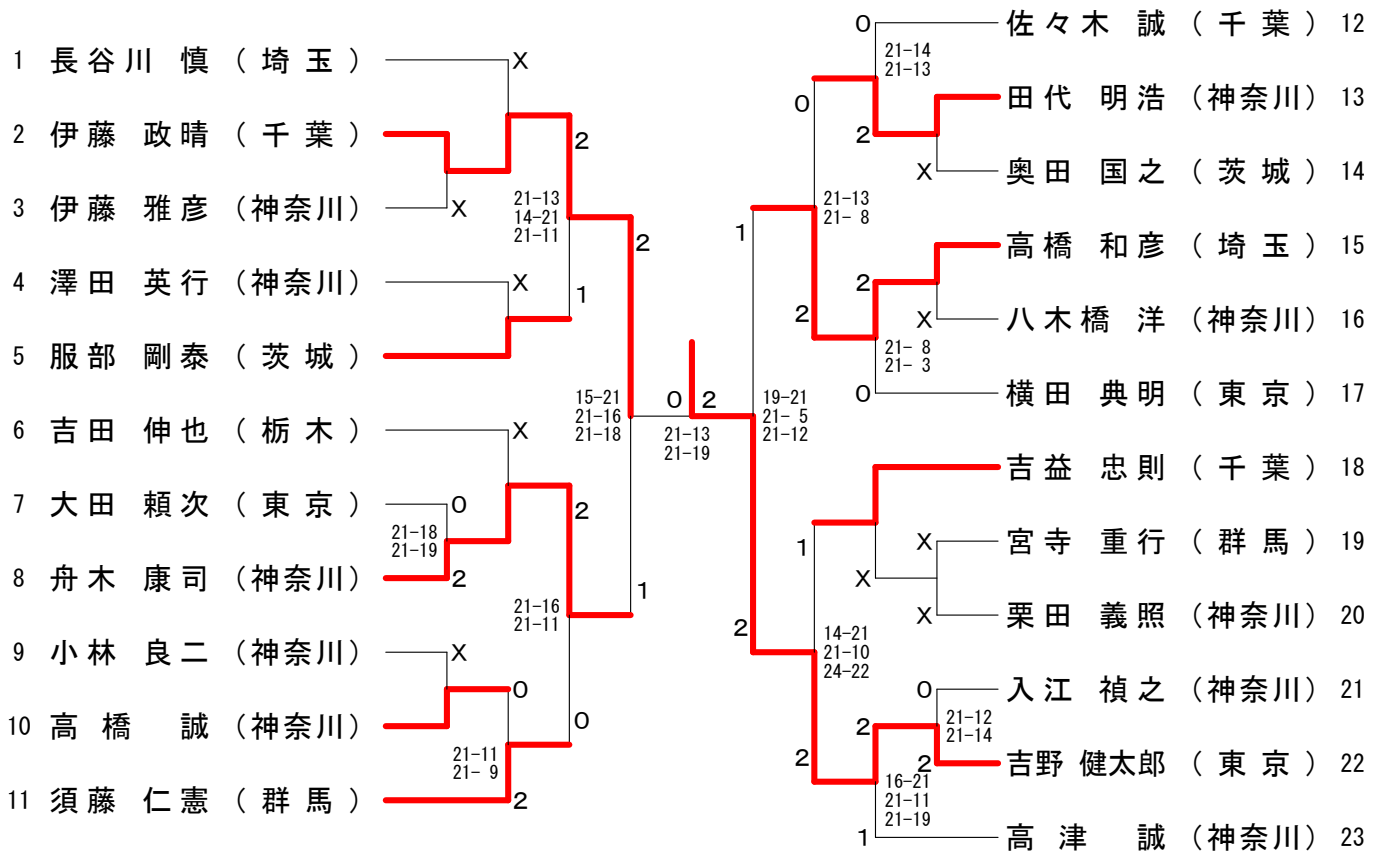 1 長谷川 慎 (埼玉)
X
2 伊藤 政晴 (千葉)
2
3 伊藤 雅彦 (神奈川)
X
21-13
14-21
21-11
2
4 澤田 英行 (神奈川)
X
1
5 服部 剛泰 (茨城)
15-21
21-16
21-18
6 吉田 伸也 (栃木)
X
7 大田 頼次 (東京)
0
2
21-18
21-19
8 舟木 康司 (神奈川)
2
21-16
21-11
1
9 小林 良二 (神奈川)
X
0
10 高橋 誠 (神奈川)
0
21-11
21- 9
11 須藤 仁憲 (群馬)
2
0 2
21-13
21-19
0
佐々木 誠 (千葉) 12
21-14
21-13
0
田代 明浩 (神奈川) 13
2
X
奥田 国之 (茨城) 14
21-13
21- 8
1
高橋 和彦 (埼玉) 15
2
2
X
八木橋 洋 (神奈川) 16
21- 8
21- 3
0
横田 典明 (東京) 17
19-21
21- 5
21-12
吉益 忠則 (千葉) 18
1
X
宮寺 重行 (群馬) 19
X
X
栗田 義照 (神奈川) 20
2
14-21
21-10
24-22
0
入江 禎之 (神奈川) 21
2
21-12
21-14
2
2
吉野 健太郎 (東京) 22
16-21
21-11
21-19
1
高津 誠 (神奈川) 23